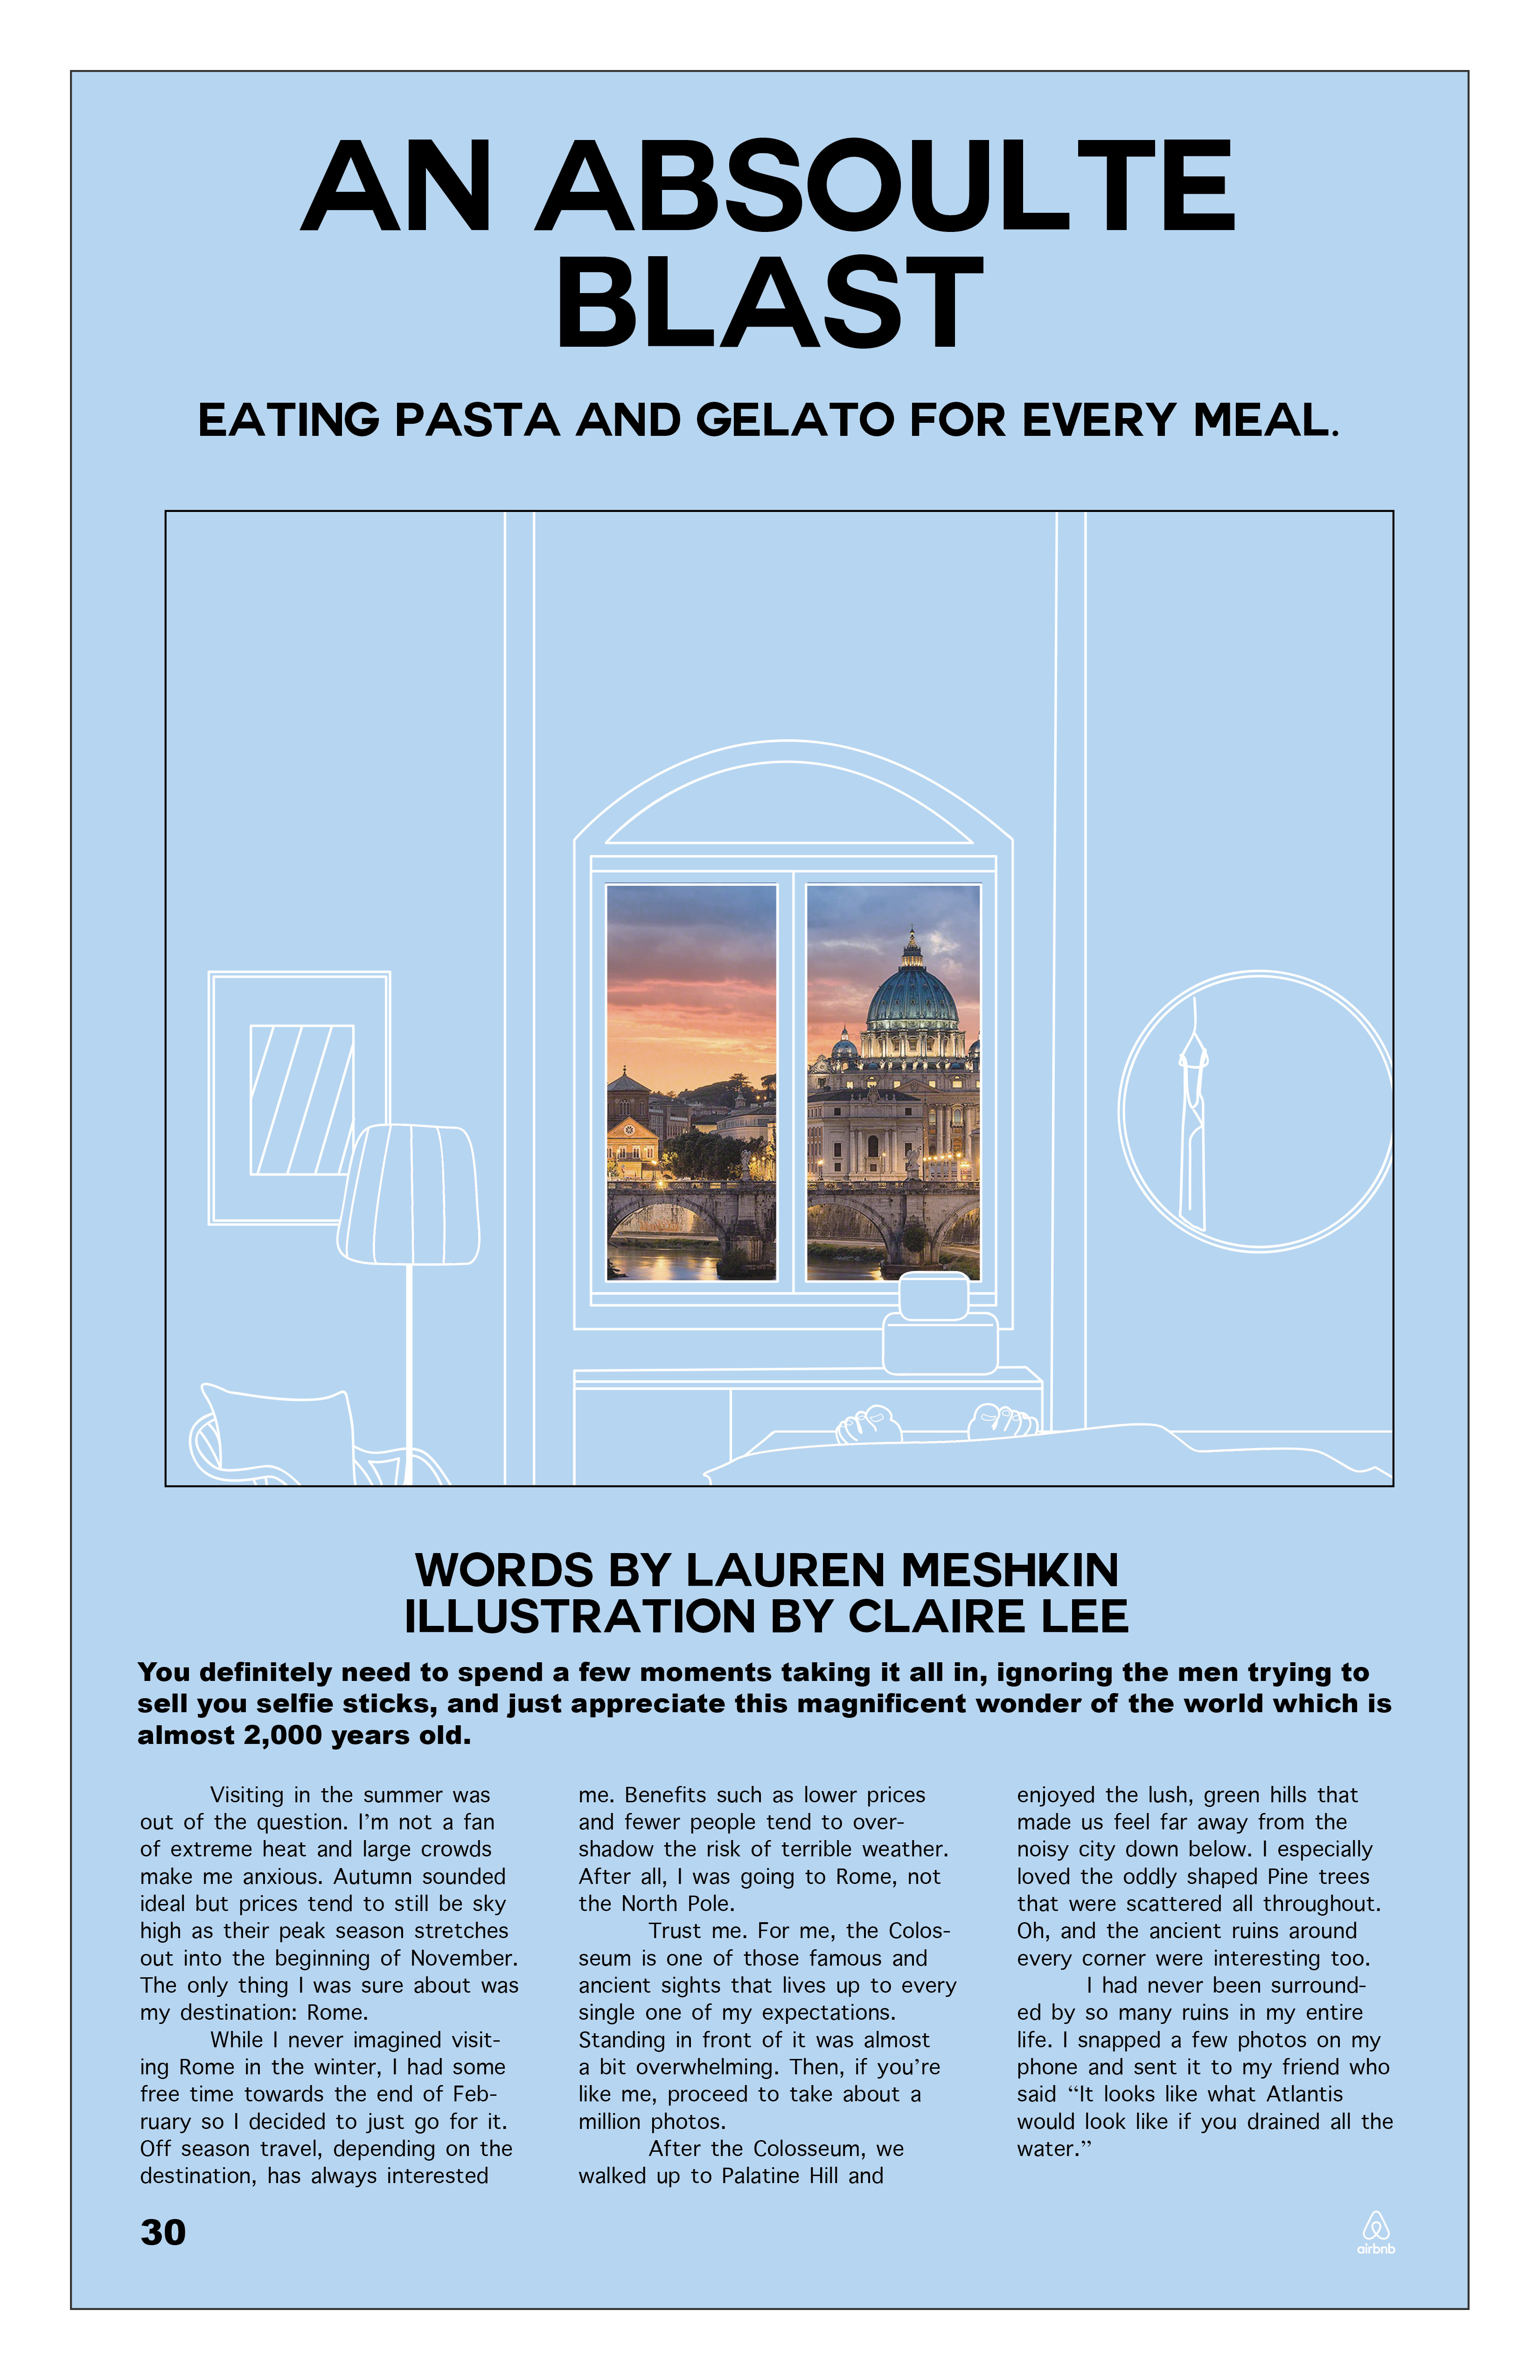 AN ABSOULTE
BLAST
EATING PASTA AND GELATO FOR EVERY MEAL.
WORDS BY LAUREN MESHKIN
ILLUSTRATION BY CLAIRE LEE
You definitely need to spend a few moments taking it all in, ignoring the men trying to
sell you selfie sticks, and just appreciate this magnificent wonder of the world which is
almost 2,000 years old.
Visiting in the summer was
out of the question. I’m not a fan
of extreme heat and large crowds
make me anxious. Autumn sounded
ideal but prices tend to still be sky
high as their peak season stretches
out into the beginning of November.
The only thing I was sure about was
my destination: Rome.
While I never imagined visit-
ing Rome in the winter, I had some
free time towards the end of Feb-
ruary so I decided to just go for it.
Off season travel, depending on the
destination, has always interested
me. Benefits such as lower prices
and fewer people tend to over-
shadow the risk of terrible weather.
After all, I was going to Rome, not
the North Pole.
Trust me. For me, the Colos-
seum is one of those famous and
ancient sights that lives up to every
single one of my expectations.
Standing in front of it was almost
a bit overwhelming. Then, if you’re
like me, proceed to take about a
million photos.
After the Colosseum, we
walked up to Palatine Hill and
enjoyed the lush, green hills that
made us feel far away from the
noisy city down below. I especially
loved the oddly shaped Pine trees
that were scattered all throughout.
Oh, and the ancient ruins around
every corner were interesting too.
I had never been surround-
ed by so many ruins in my entire
life. I snapped a few photos on my
phone and sent it to my friend who
said “It looks like what Atlantis
would look like if you drained all the
water.”
30
airbnb